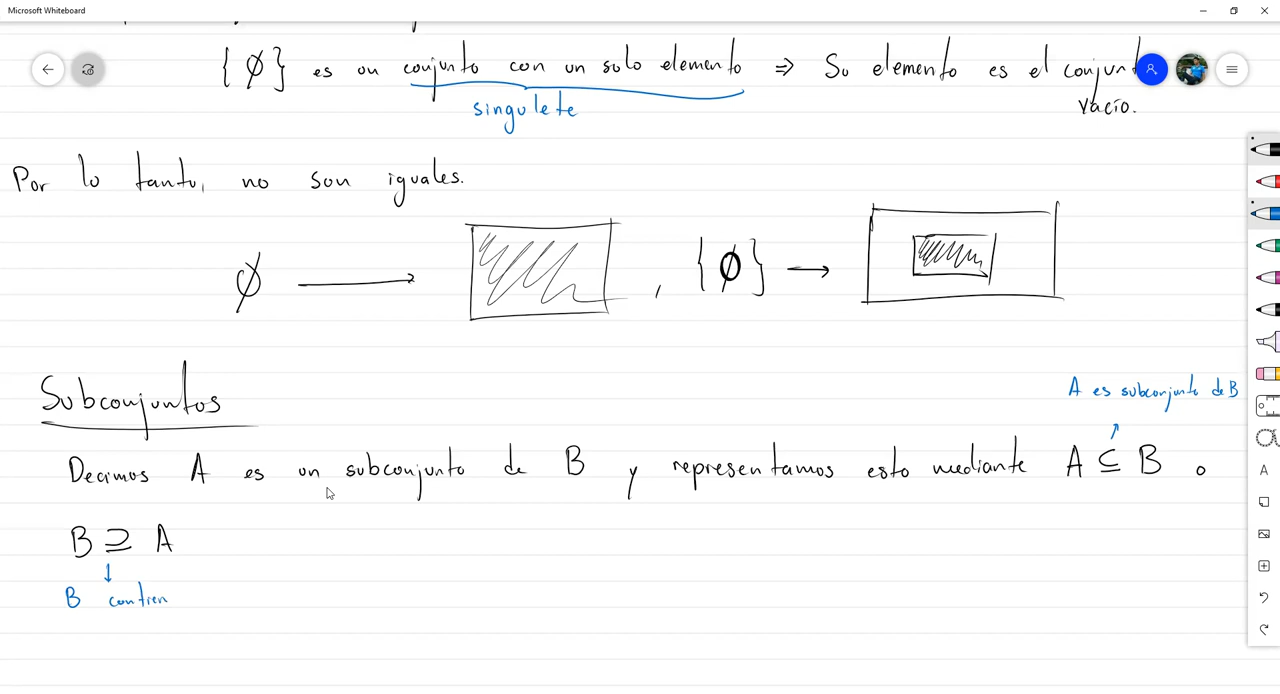 Microsoft Whiteboard
{∅} es un conjunto con un solo elemento ⇒ Su elemento es el conjunt
vacío.
singulete
Por lo tanto, no son iguales.
∅ → , {∅} →
Subconjuntos
A es subconjunto de B
Decimos A es un subconjunto de B y representamos esto mediante A ⊆ B o
B ⊇ A
B contien